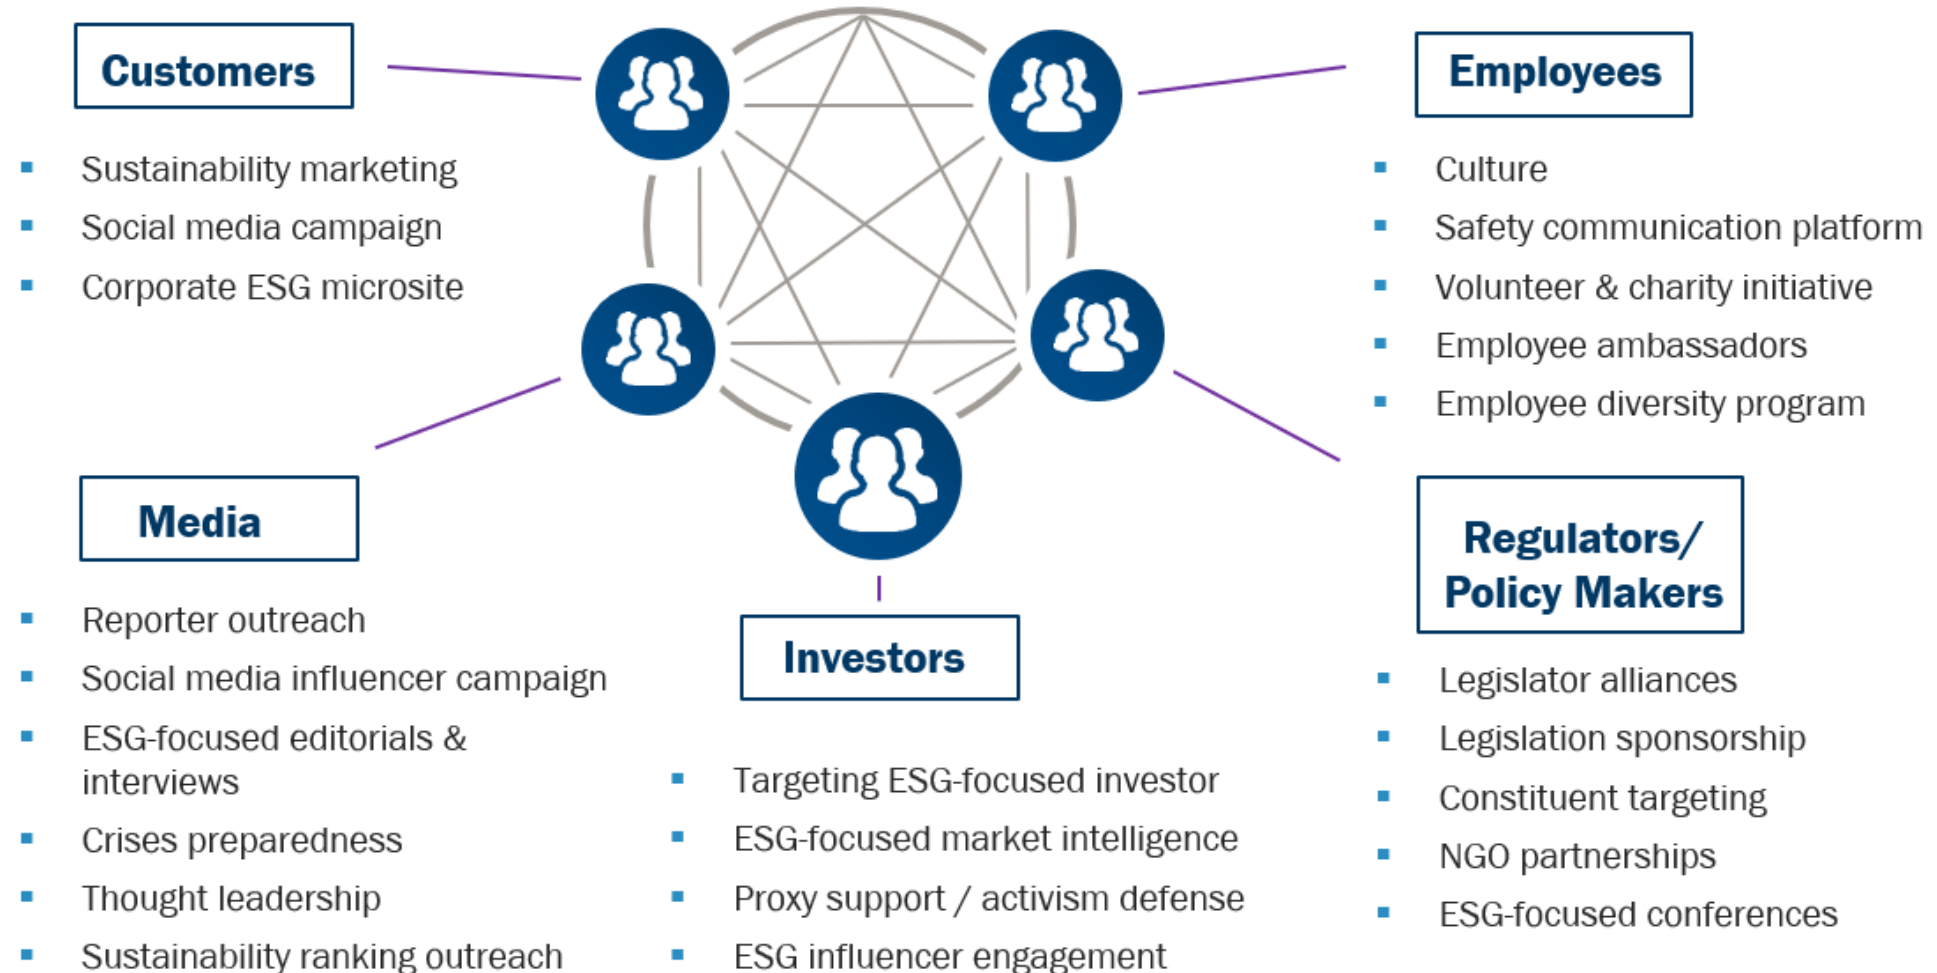 Customers
Sustainability marketing
Social media campaign
Corporate ESG microsite
Employees
Culture
Safety communication platform
Volunteer & charity initiative
Employee ambassadors
Employee diversity program
Media
Reporter outreach
Social media influencer campaign
ESG-focused editorials &
interviews
Crises preparedness
Thought leadership
Sustainability ranking outreach
Investors
Targeting ESG-focused investor
ESG-focused market intelligence
Proxy support / activism defense
ESG influencer engagement
Regulators/
Policy Makers
Legislator alliances
Legislation sponsorship
Constituent targeting
NGO partnerships
ESG-focused conferences